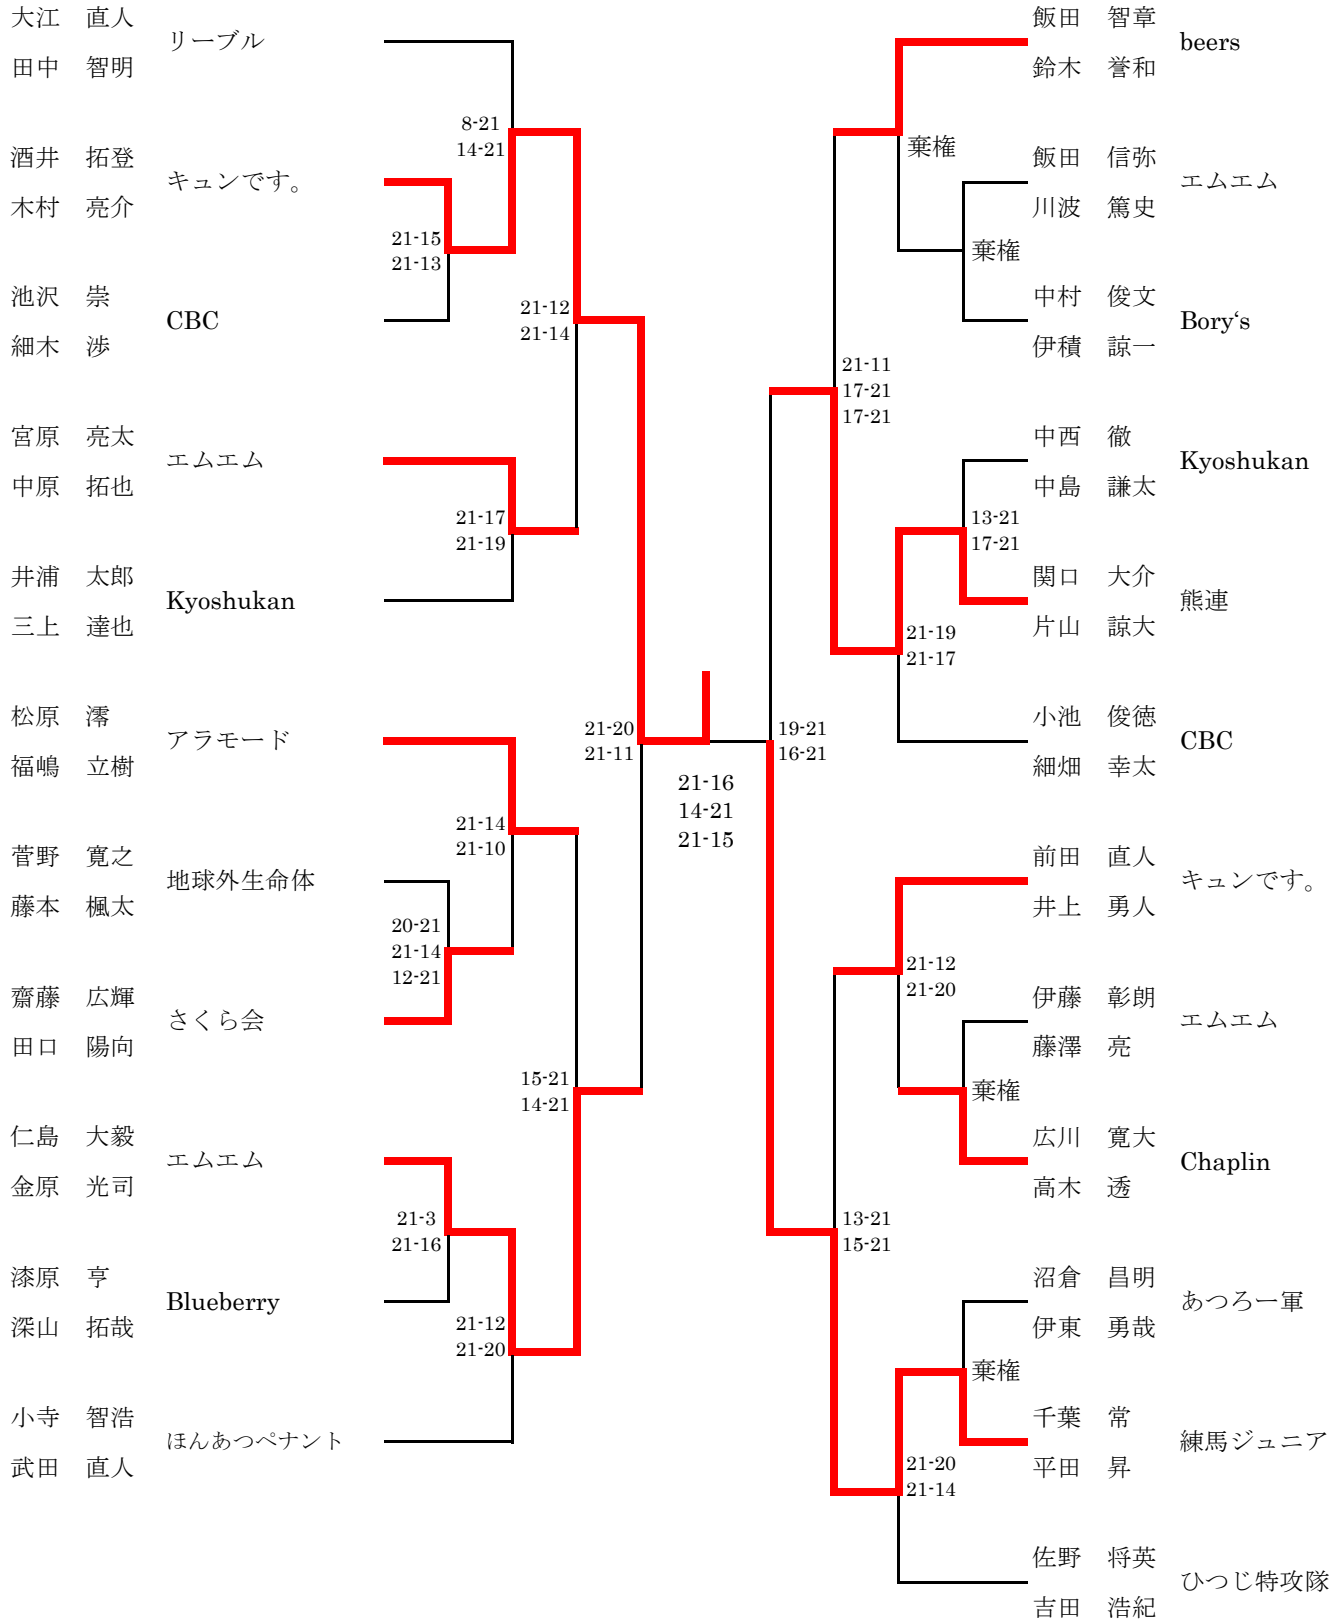 大江　直人
リーブル
田中　智明
8-21
14-21
酒井　拓登
キュンです。
木村　亮介
21-15
21-13
池沢　崇
CBC
細木　渉
21-12
21-14
宮原　亮太
エムエム
中原　拓也
21-17
21-19
井浦　太郎
Kyoshukan
三上　達也
松原　澪
アラモード
福嶋　立樹
21-20
21-11
21-14
21-10
菅野　寛之
地球外生命体
藤本　楓太
20-21
21-14
12-21
齋藤　広輝
さくら会
田口　陽向
15-21
14-21
仁島　大毅
エムエム
金原　光司
21-3
21-16
漆原　亨
Blueberry
深山　拓哉
21-12
21-20
小寺　智浩
ほんあつペナント
武田　直人
21-16
14-21
21-15
飯田　智章
beers
鈴木　誉和
棄権
飯田　信弥
エムエム
川波　篤史
棄権
中村　俊文
Bory‘s
伊積　諒一
21-11
17-21
17-21
中西　徹
Kyoshukan
中島　謙太
13-21
17-21
関口　大介
熊連
片山　諒大
21-19
21-17
小池　俊徳
CBC
細畑　幸太
19-21
16-21
前田　直人
キュンです。
井上　勇人
21-12
21-20
伊藤　彰朗
エムエム
藤澤　亮
棄権
広川　寛大
Chaplin
高木　透
13-21
15-21
沼倉　昌明
あつろー軍
伊東　勇哉
棄権
千葉　常
練馬ジュニア
平田　昇
21-20
21-14
佐野　将英
ひつじ特攻隊
吉田　浩紀